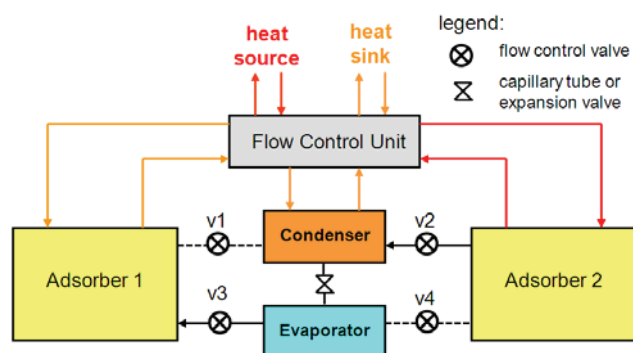 legend:
heat
source
heat
sink
flow control valve
capillary tube or
expansion valve
Flow Control Unit
v1
Condenser
v2
Adsorber 1
Adsorber 2
v3
Evaporator
v4